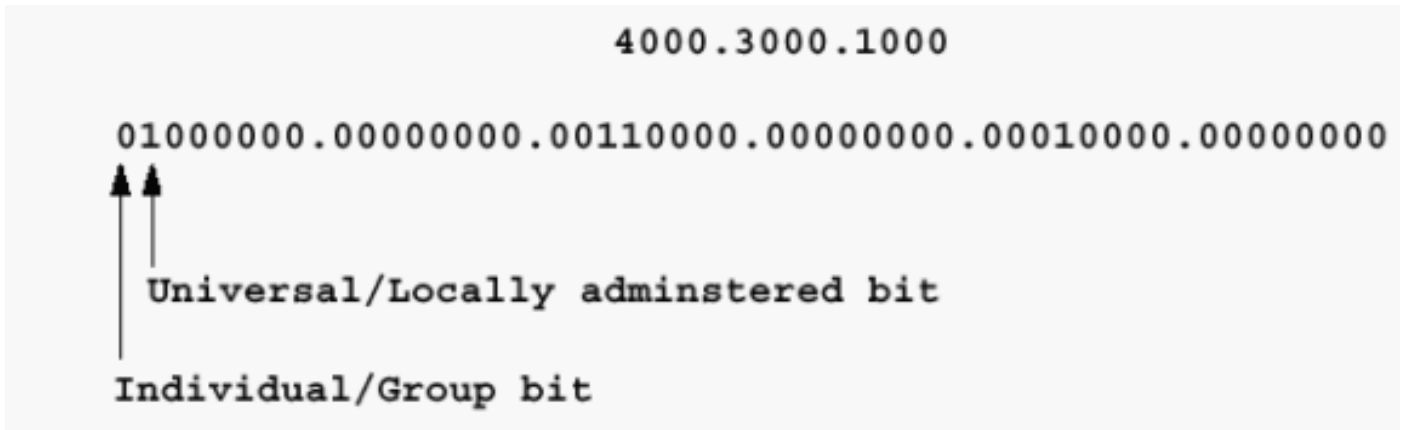 4000.3000.1000
01000000.00000000.00110000.00000000.00010000.00000000
Universal/Locally adminstered bit
Individual/Group bit